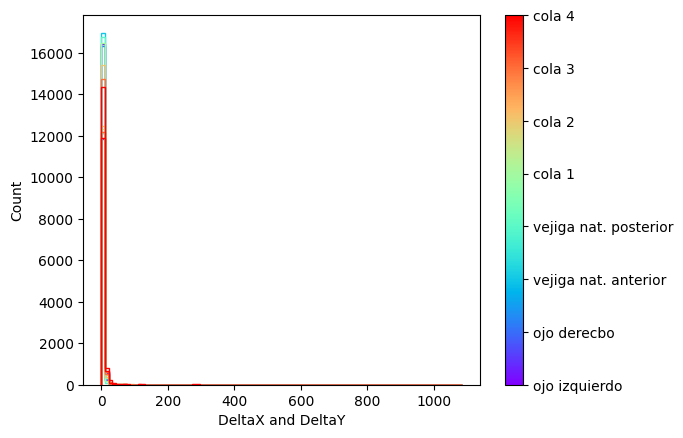 16000
14000
12000
10000
8000
6000
4000
2000
0
Count
0 200 400 600 800 1000
DeltaX and DeltaY
cola 4
cola 3
cola 2
cola 1
vejiga nat. posterior
vejiga nat. anterior
ojo derecbo
ojo izquierdo